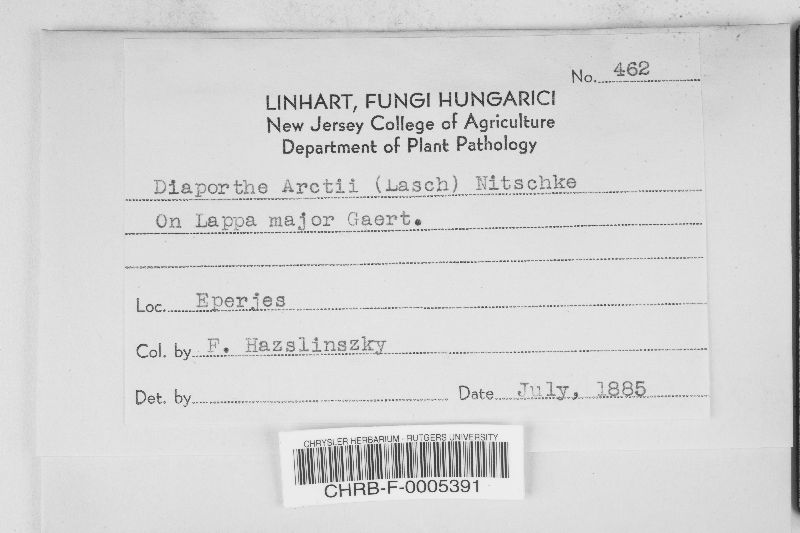 No. 462
LINHART, FUNGI HUNGARICI
New Jersey College of Agriculture
Department of Plant Pathology
Diaporthe Arctii (Lasch) Nitschke
On Lappa major Gaert.
Loc. Eperjes
Col. by F. Hazslinszky
Det. by
Date July, 1885
CHRYSLER HERBARIUM - RUTGERS UNIVERSITY
CHRB-F-0005391